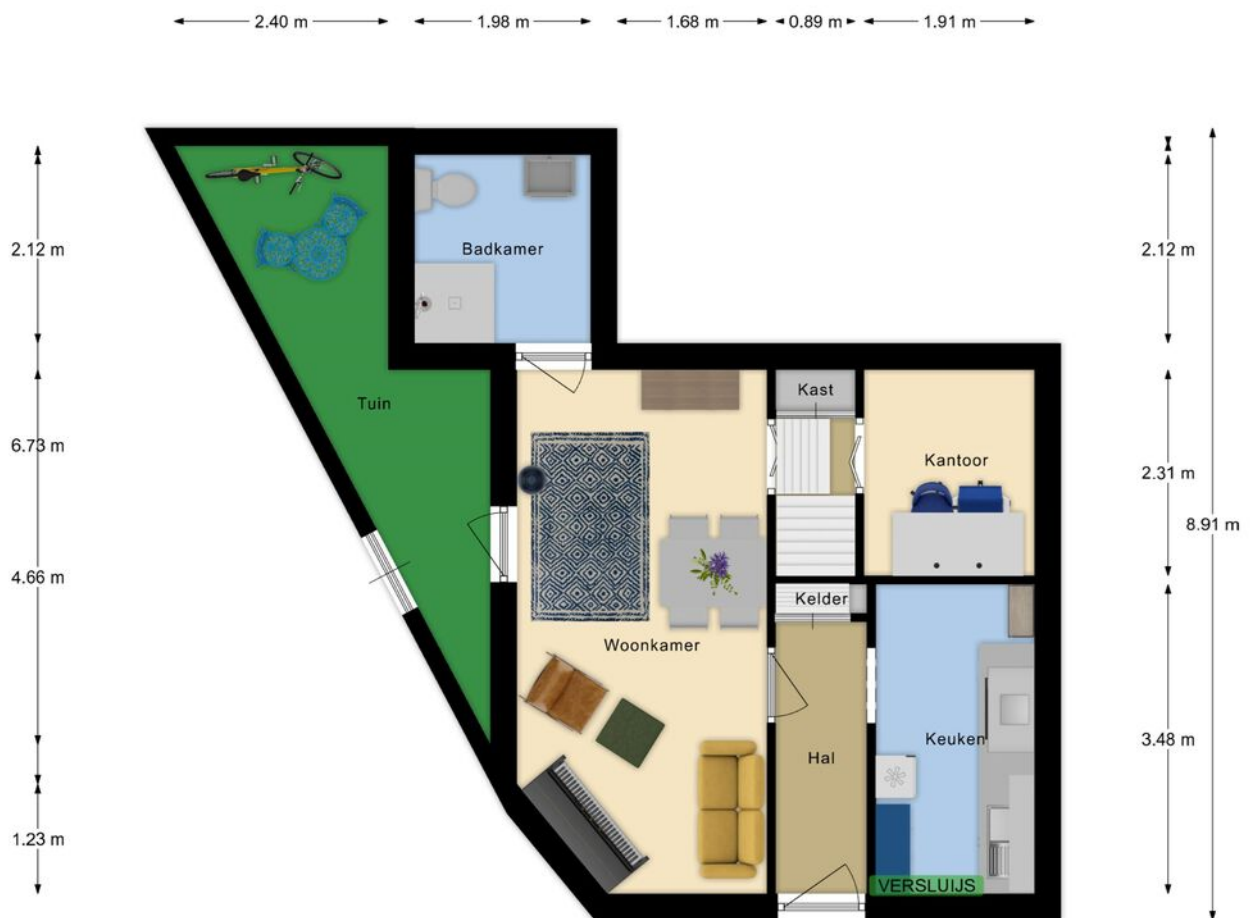 2.40 m 1.98 m 1.68 m 0.89 m 1.91 m
2.12 m
2.12 m
Badkamer
Kast
Tuin
6.73 m
Kantoor
2.31 m
8.91 m
4.66 m
Kelder
Woonkamer
Keuken
3.48 m
Hal
1.23 m
VERSLUIJS